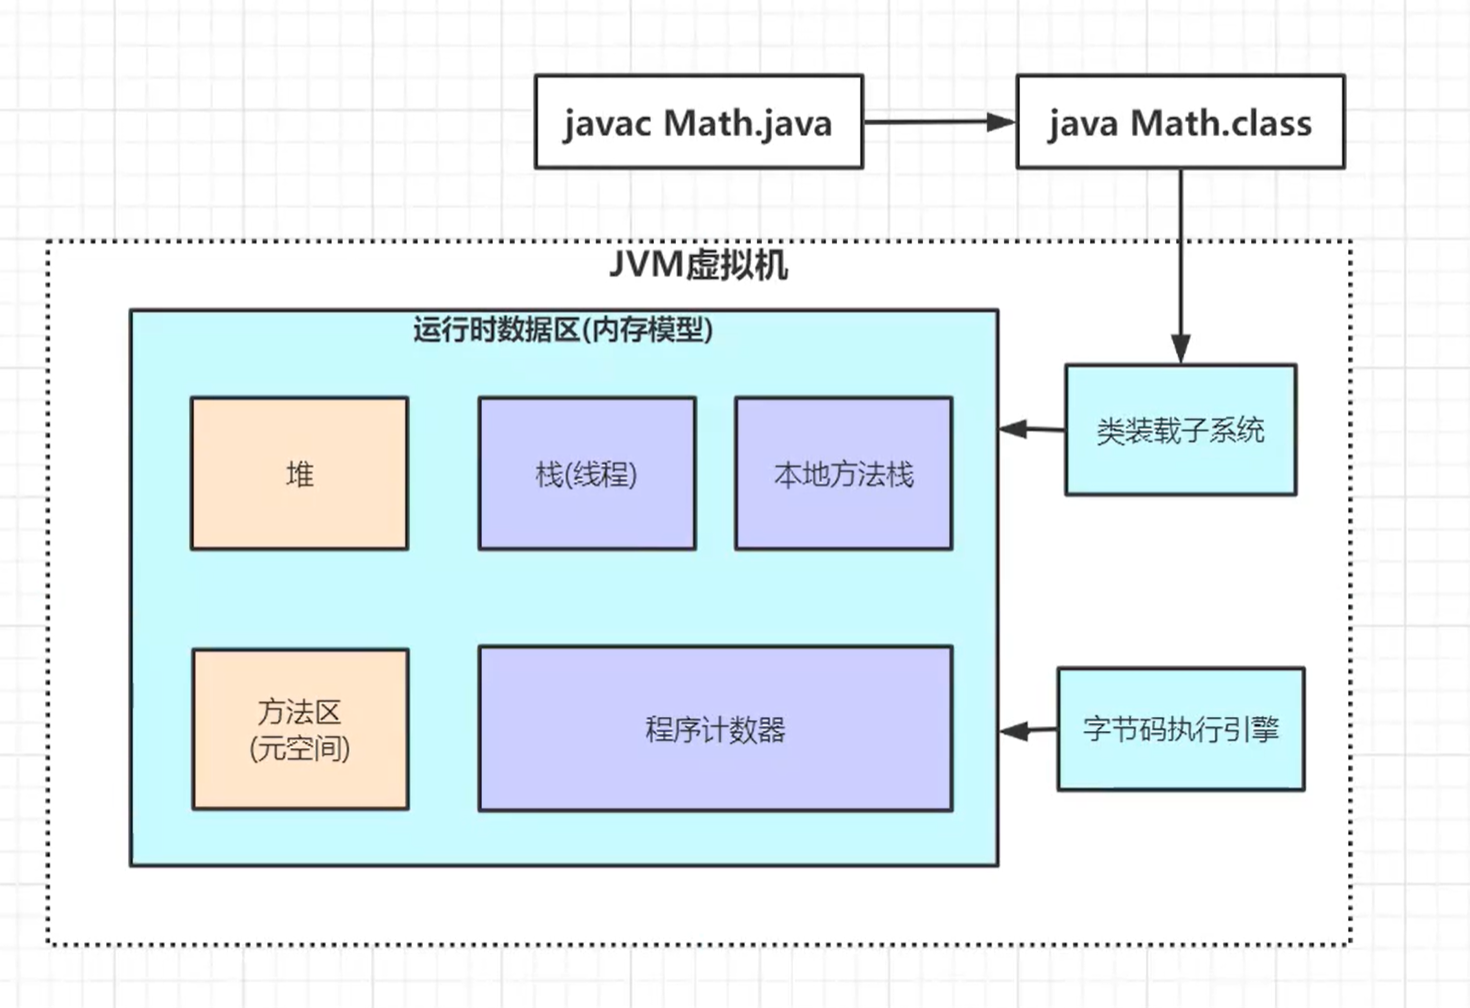 javac Math.java
java Math.class
JVM虚拟机
运行时数据区(内存模型)
堆
栈(线程)
本地方法栈
类装载子系统
方法区
(元空间)
程序计数器
字节码执行引擎